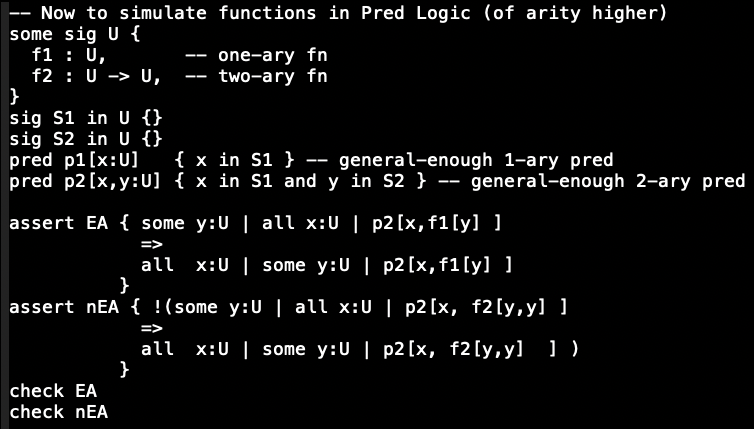 -- Now to simulate functions in Pred Logic (of arity higher)
some sig U {
  f1 : U,       -- one-ary fn
  f2 : U -> U,  -- two-ary fn
}
sig S1 in U {}
sig S2 in U {}
pred p1[x:U]   { x in S1 } -- general-enough 1-ary pred
pred p2[x,y:U] { x in S1 and y in S2 } -- general-enough 2-ary pred

assert EA { some y:U | all x:U | p2[x,f1[y] ]
            =>
            all  x:U | some y:U | p2[x,f1[y] ]
          }
assert nEA { !(some y:U | all x:U | p2[x, f2[y,y] ]
            =>
            all  x:U | some y:U | p2[x, f2[y,y]  ] )
          }
check EA
check nEA